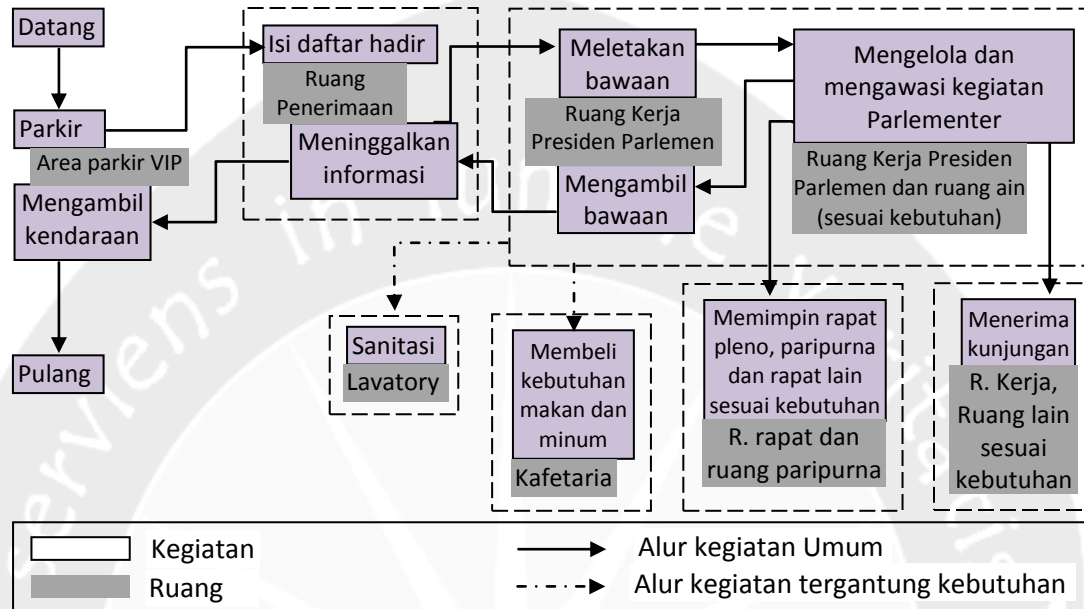 Datang
Parkir
Area parkir VIP
Mengambil
kendaraan
Pulang
Isi daftar hadir
Ruang
Penerimaan
Meninggalkan
informasi
Meletakan
bawaan
Ruang Kerja
Presiden Parlemen
Mengambil
bawaan
Mengelola dan
mengawasi kegiatan
Parlementer
Ruang Kerja Presiden
Parlemen dan ruang ain
(sesuai kebutuhan)
Sanitasi
Lavatory
Membeli
kebutuhan
makan dan
minum
Kafetaria
Memimpin rapat
pleno, paripurna
dan rapat lain
sesuai kebutuhan
R. rapat dan
ruang paripurna
Menerima
kunjungan
R. Kerja,
Ruang lain
sesuai
kebutuhan
Kegiatan
Ruang
Alur kegiatan Umum
Alur kegiatan tergantung kebutuhan
serviens in